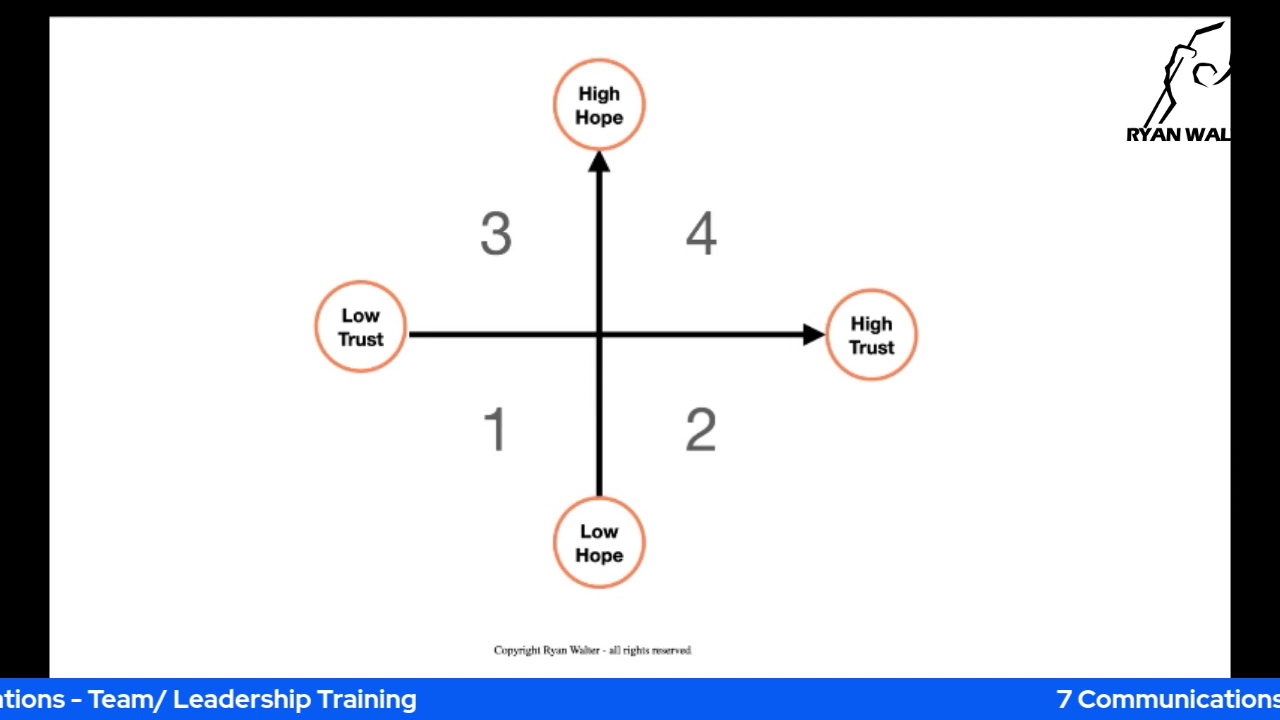 High
Hope
RYAN WAL
3
4
Low
Trust
High
Trust
1
2
Low
Hope
Copyright Ryan Walter - all rights reserved
ations - Team/ Leadership Training
7 Communications